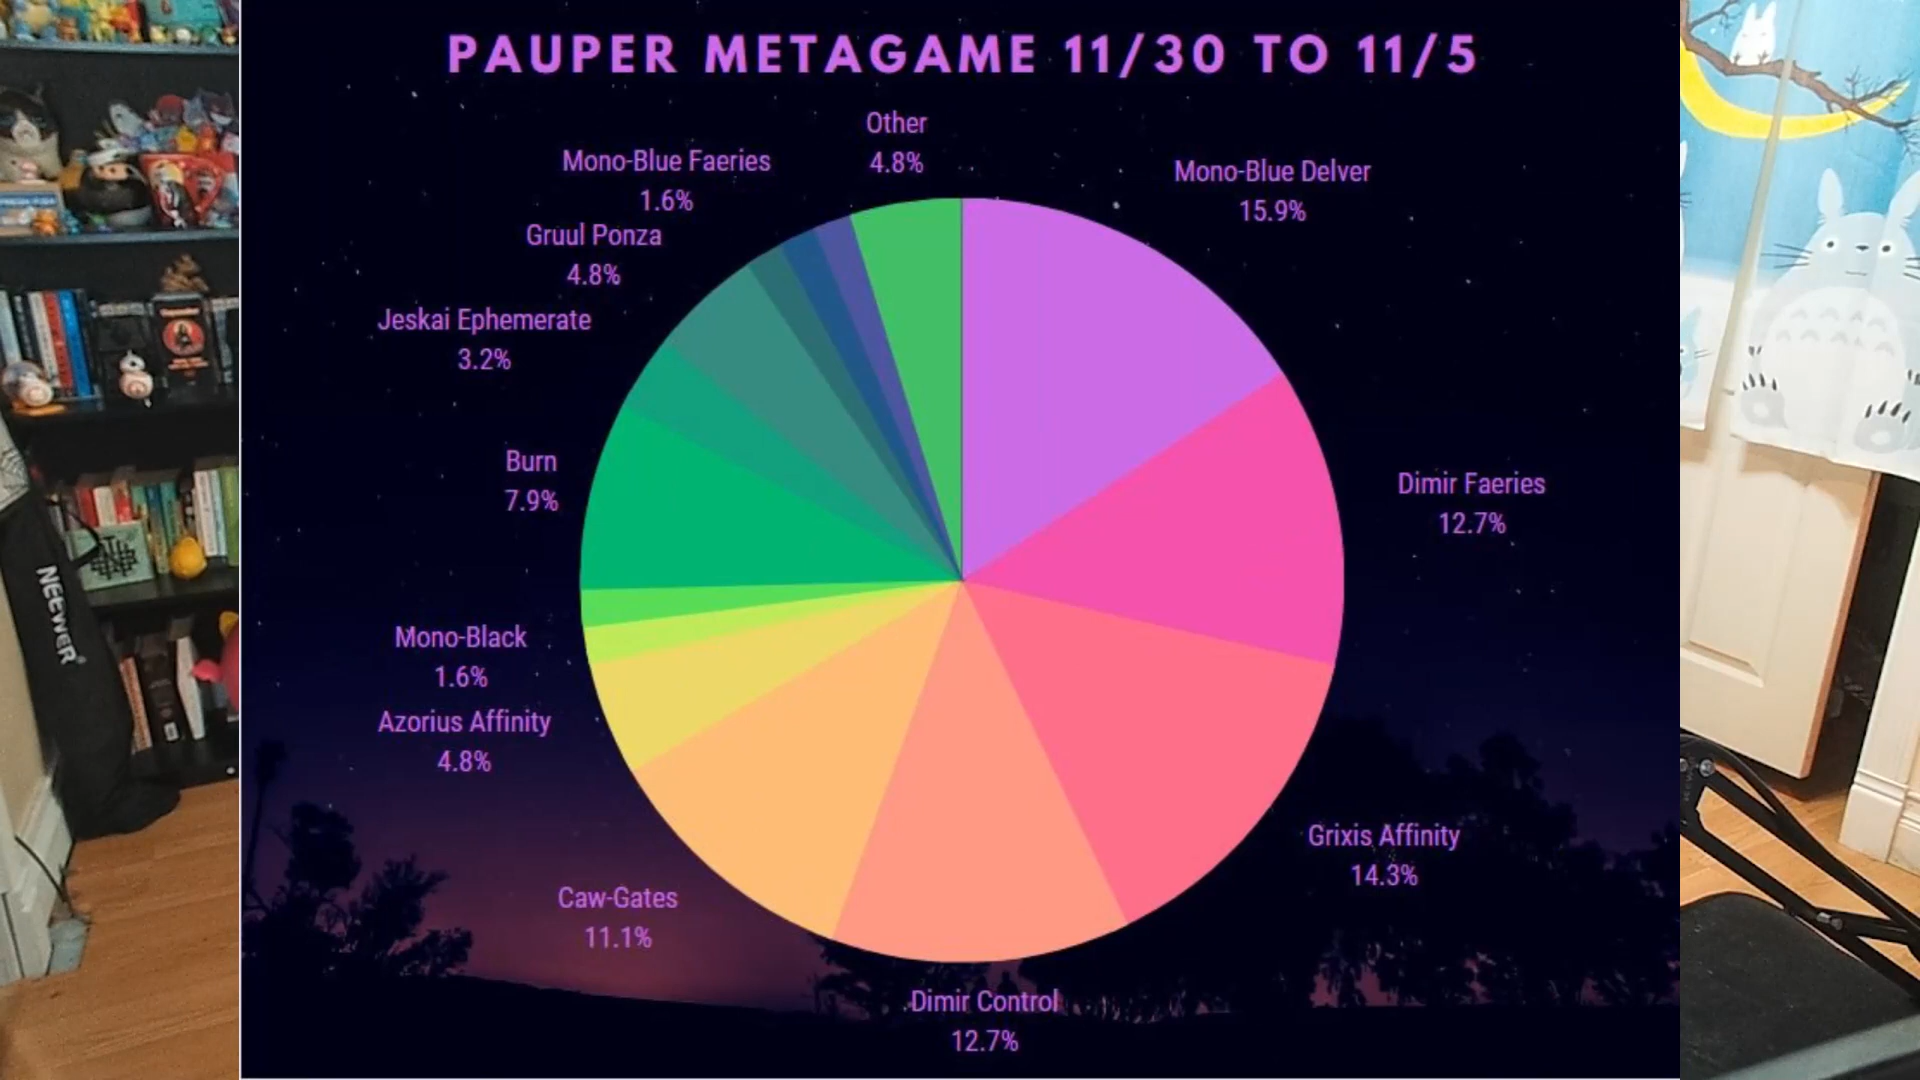 PAUPER METAGAME 11/30 TO 11/5
Other
4.8%
Mono-Blue Delver
15.9%
Mono-Blue Faeries
1.6%
Gruul Ponza
4.8%
Jeskai Ephemerate
3.2%
Dimir Faeries
12.7%
Burn
7.9%
Mono-Black
1.6%
Azorius Affinity
4.8%
Grixis Affinity
14.3%
Caw-Gates
11.1%
Dimir Control
12.7%
NEEWER